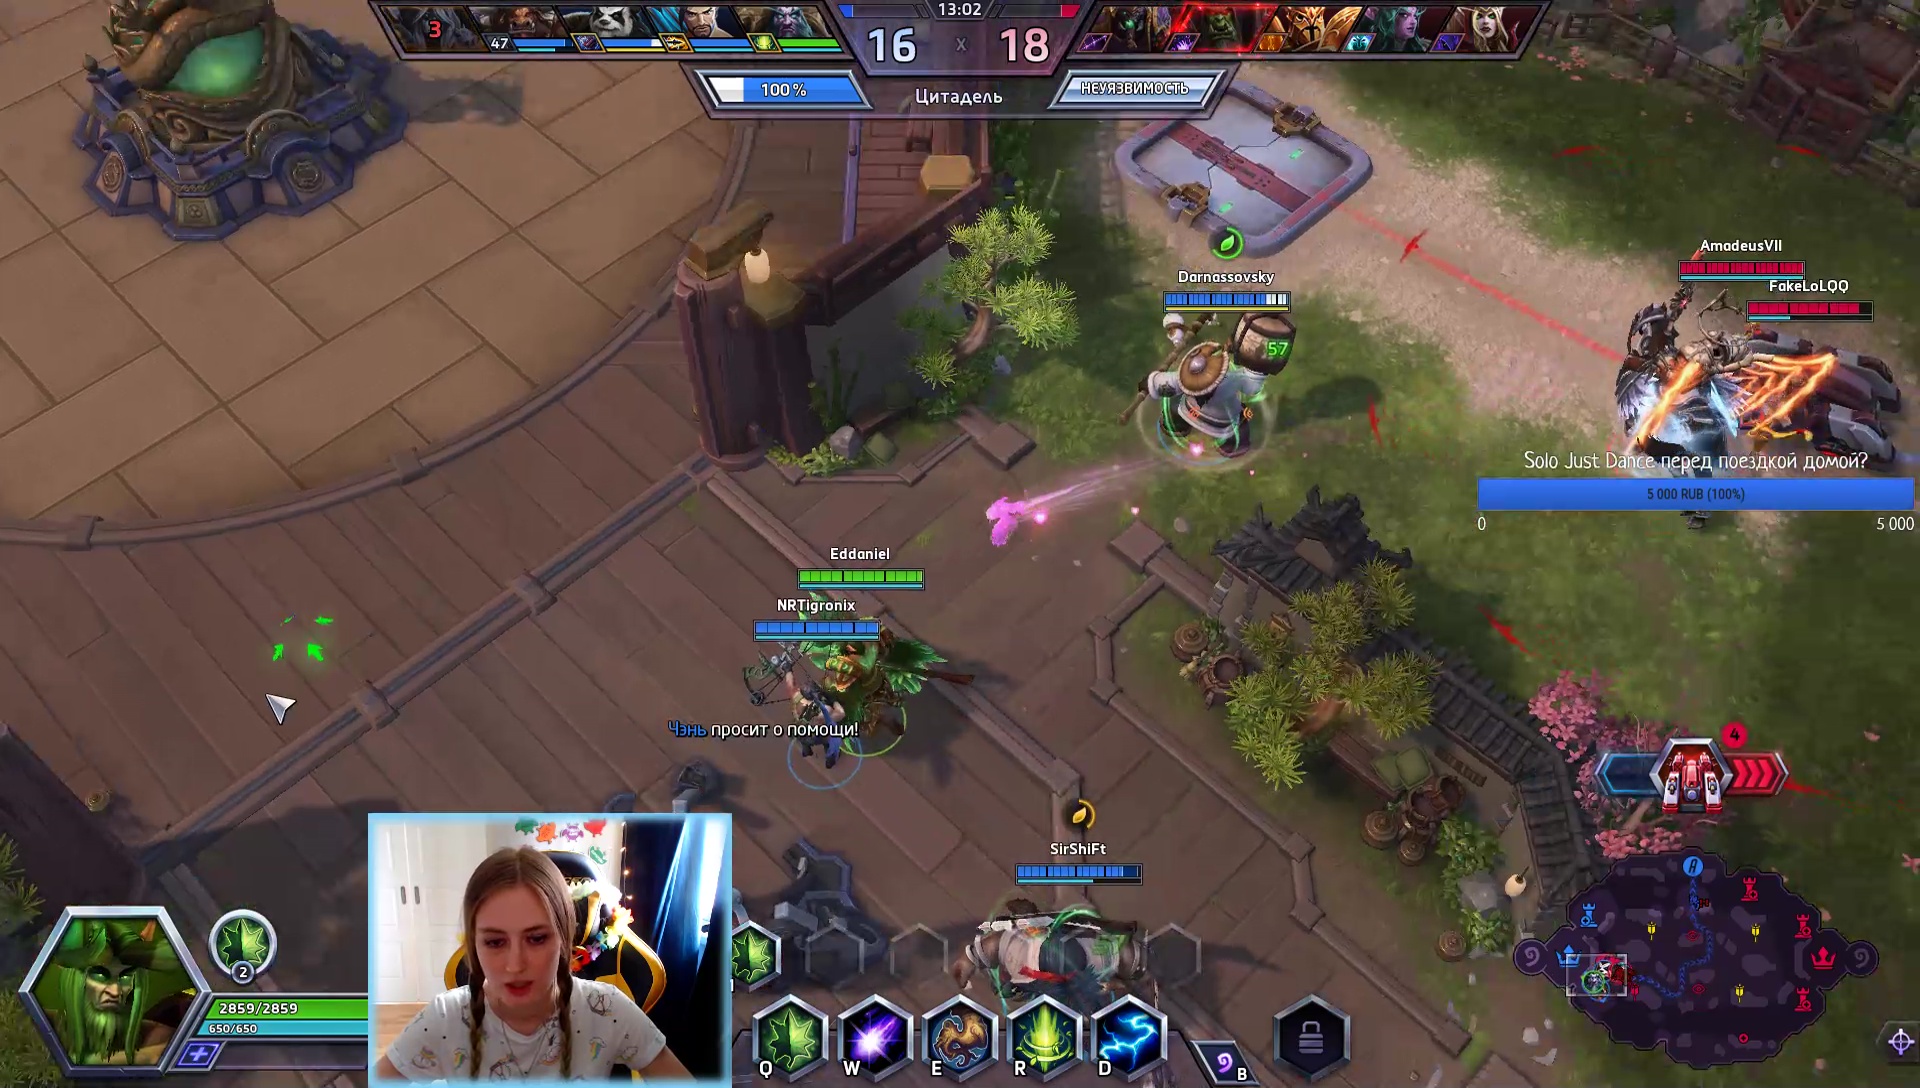 13:02
3
47
16 X 18
100%
Цитадель
НЕУЯЗВИМОСТЬ
AmadeusVII
FakeLoLQQ
Darnassovsky
57
Solo Just Dance перед поездкой домой?
5 000 RUB (100%)
0
5 000
Eddaniel
NRTigronix
Чэнь просит о помощи!
4
SirShiFt
2
2859/2859
650/650
Q
W
E
R
D
B